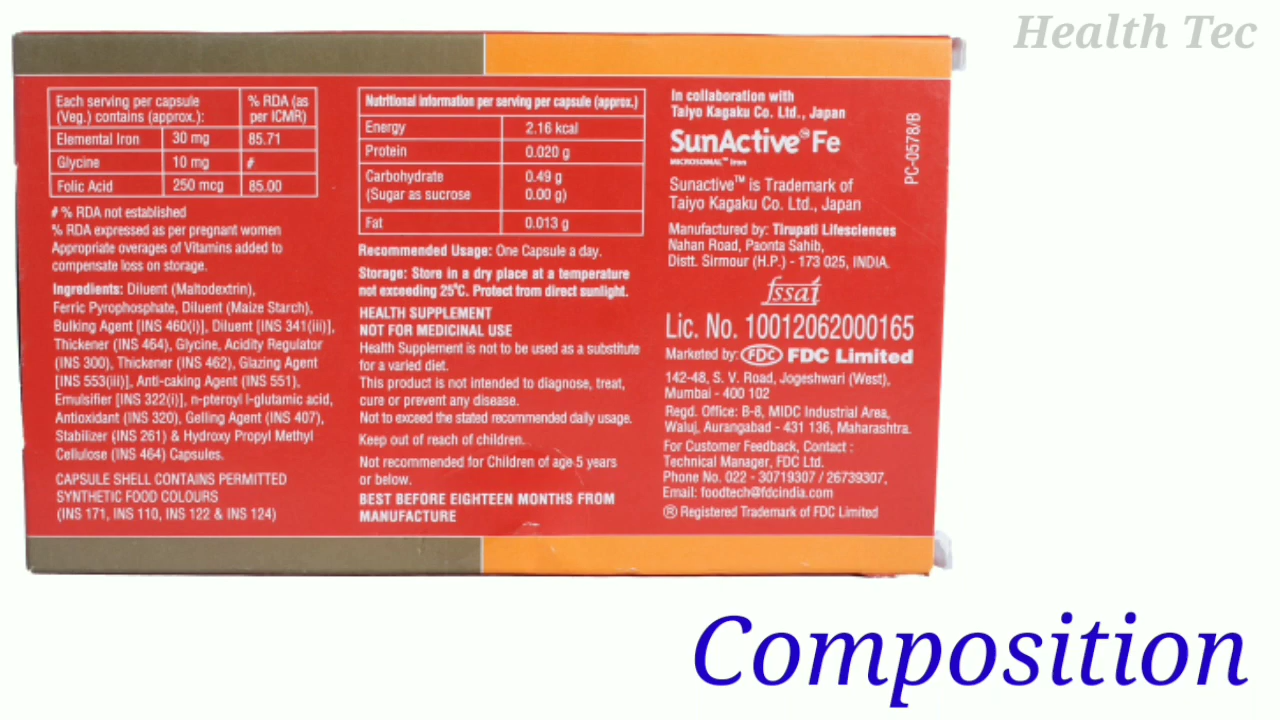 Health Tec
Each serving per capsule
(Veg.) contains (approx.):
% RDA (as
per ICMR)
Elemental Iron 30 mg 85.71
Glycine 10 mg #
Folic Acid 250 mcg 85.00
# % RDA not established
% RDA expressed as per pregnant women
Appropriate overages of Vitamins added to
compensate loss on storage.
Ingredients: Diluent (Maltodextrin),
Ferric Pyrophosphate, Diluent (Maize Starch),
Bulking Agent [INS 460(i)], Diluent [INS 341(iii)],
Thickener (INS 464), Glycine, Acidity Regulator
(INS 300), Thickener (INS 462), Glazing Agent
[INS 553(iii)], Anti-caking Agent (INS 551),
Emulsifier [INS 322(i)], n-pteroyl l-glutamic acid,
Antioxidant (INS 320), Gelling Agent (INS 407),
Stabilizer (INS 261) & Hydroxy Propyl Methyl
Cellulose (INS 464) Capsules.
CAPSULE SHELL CONTAINS PERMITTED
SYNTHETIC FOOD COLOURS
(INS 171, INS 110, INS 122 & INS 124)
Nutritional Information per serving per capsule (approx.)
Energy 2.16 kcal
Protein 0.020 g
Carbohydrate 0.49 g
(Sugar as sucrose 0.00 g)
Fat 0.013 g
Recommended Usage: One Capsule a day.
Storage: Store in a dry place at a temperature
not exceeding 25°C. Protect from direct sunlight.
HEALTH SUPPLEMENT
NOT FOR MEDICINAL USE
Health Supplement is not to be used as a substitute
for a varied diet.
This product is not intended to diagnose, treat,
cure or prevent any disease.
Not to exceed the stated recommended daily usage.
Keep out of reach of children.
Not recommended for Children of age 5 years
or below.
BEST BEFORE EIGHTEEN MONTHS FROM
MANUFACTURE
In collaboration with
Taiyo Kagaku Co. Ltd., Japan
SunActive℠ Fe
MICROSOMAL™ Iron
Sunactive™ is Trademark of
Taiyo Kagaku Co. Ltd., Japan
Manufactured by: Tirupati Lifesciences
Nahan Road, Paonta Sahib,
Distt. Sirmour (H.P.) - 173 025, INDIA.
fssai
Lic. No. 10012062000165
Marketed by: FDC FDC Limited
142-48, S. V. Road, Jogeshwari (West),
Mumbai - 400 102
Regd. Office: B-8, MIDC Industrial Area,
Waluj, Aurangabad - 431 136, Maharashtra.
For Customer Feedback, Contact :
Technical Manager, FDC Ltd.
Phone No. 022 - 30719307 / 26739307,
Email: foodtech@fdcindia.com
® Registered Trademark of FDC Limited
PC-0578/B
Composition